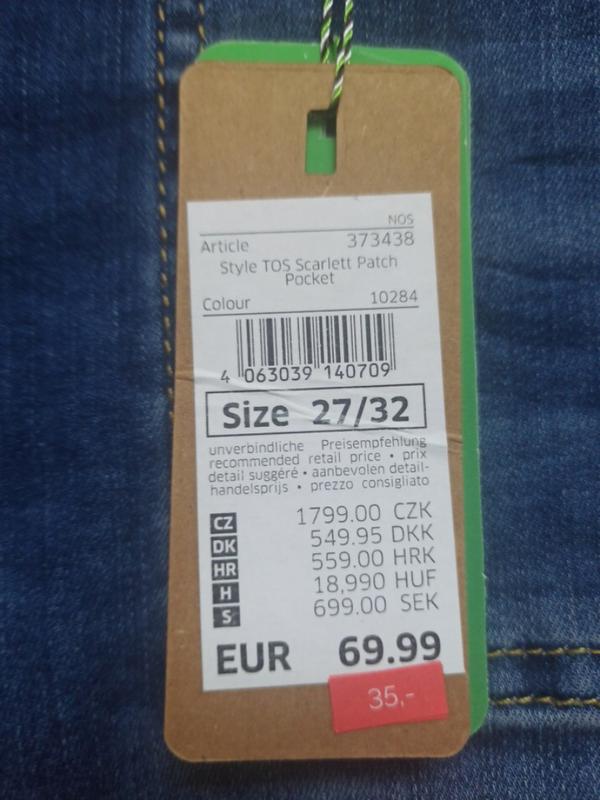 NOS
Article 373438
Style TOS Scarlett Patch
Pocket
Colour 10284
4 063039 140709
Size 27/32
unverbindliche Preisempfehlung
recommended retail price • prix
detail suggéré • aanbevolen detail-
handelsprijs • prezzo consigliato
CZ 1799.00 CZK
DK 549.95 DKK
HR 559.00 HRK
H 18,990 HUF
S 699.00 SEK
EUR 69.99
35,-